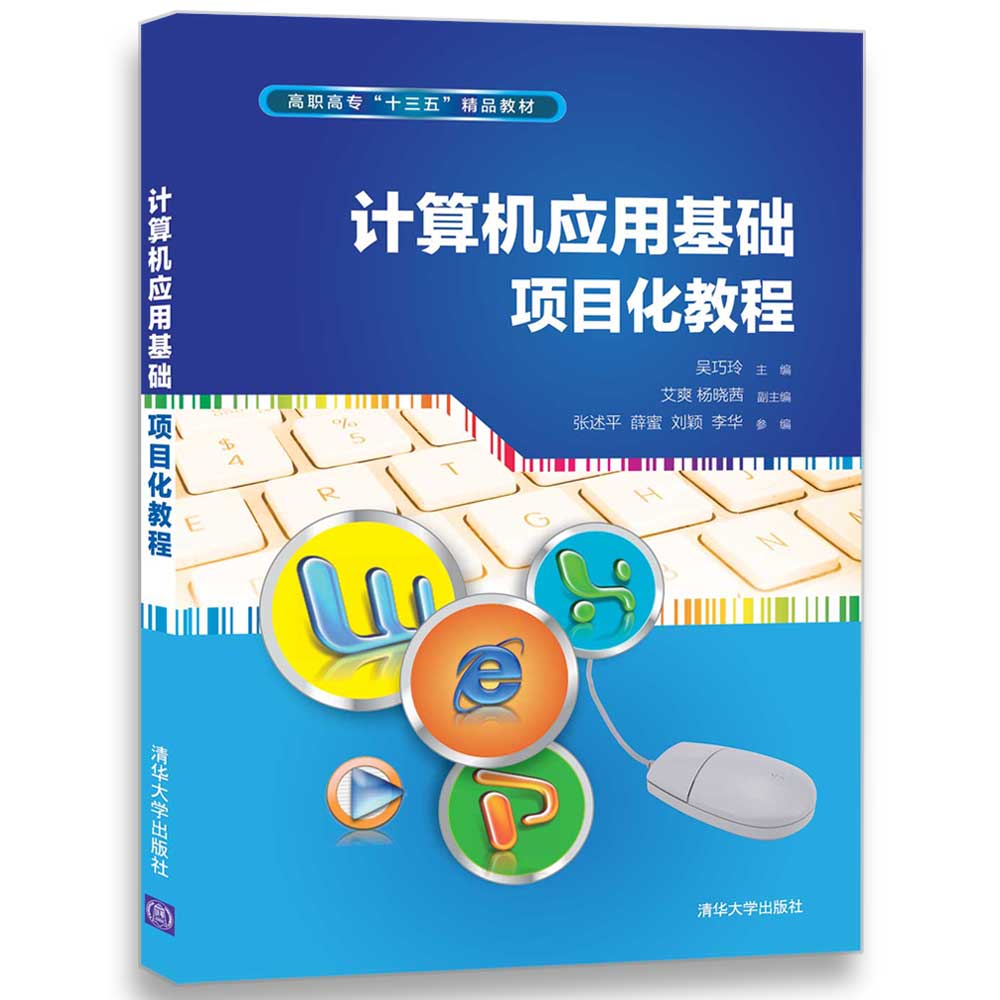 高职高专“十三五”精品教材
计算机应用基础
项目化教程
吴巧玲 主编
艾爽 杨晓茜 副主编
张述平 薛蜜 刘颖 李华 参编
$
4
%
5
E
R
T
G
H
J
N
清华大学出版社
计算机应用基础 项目化教程
清华大学出版社